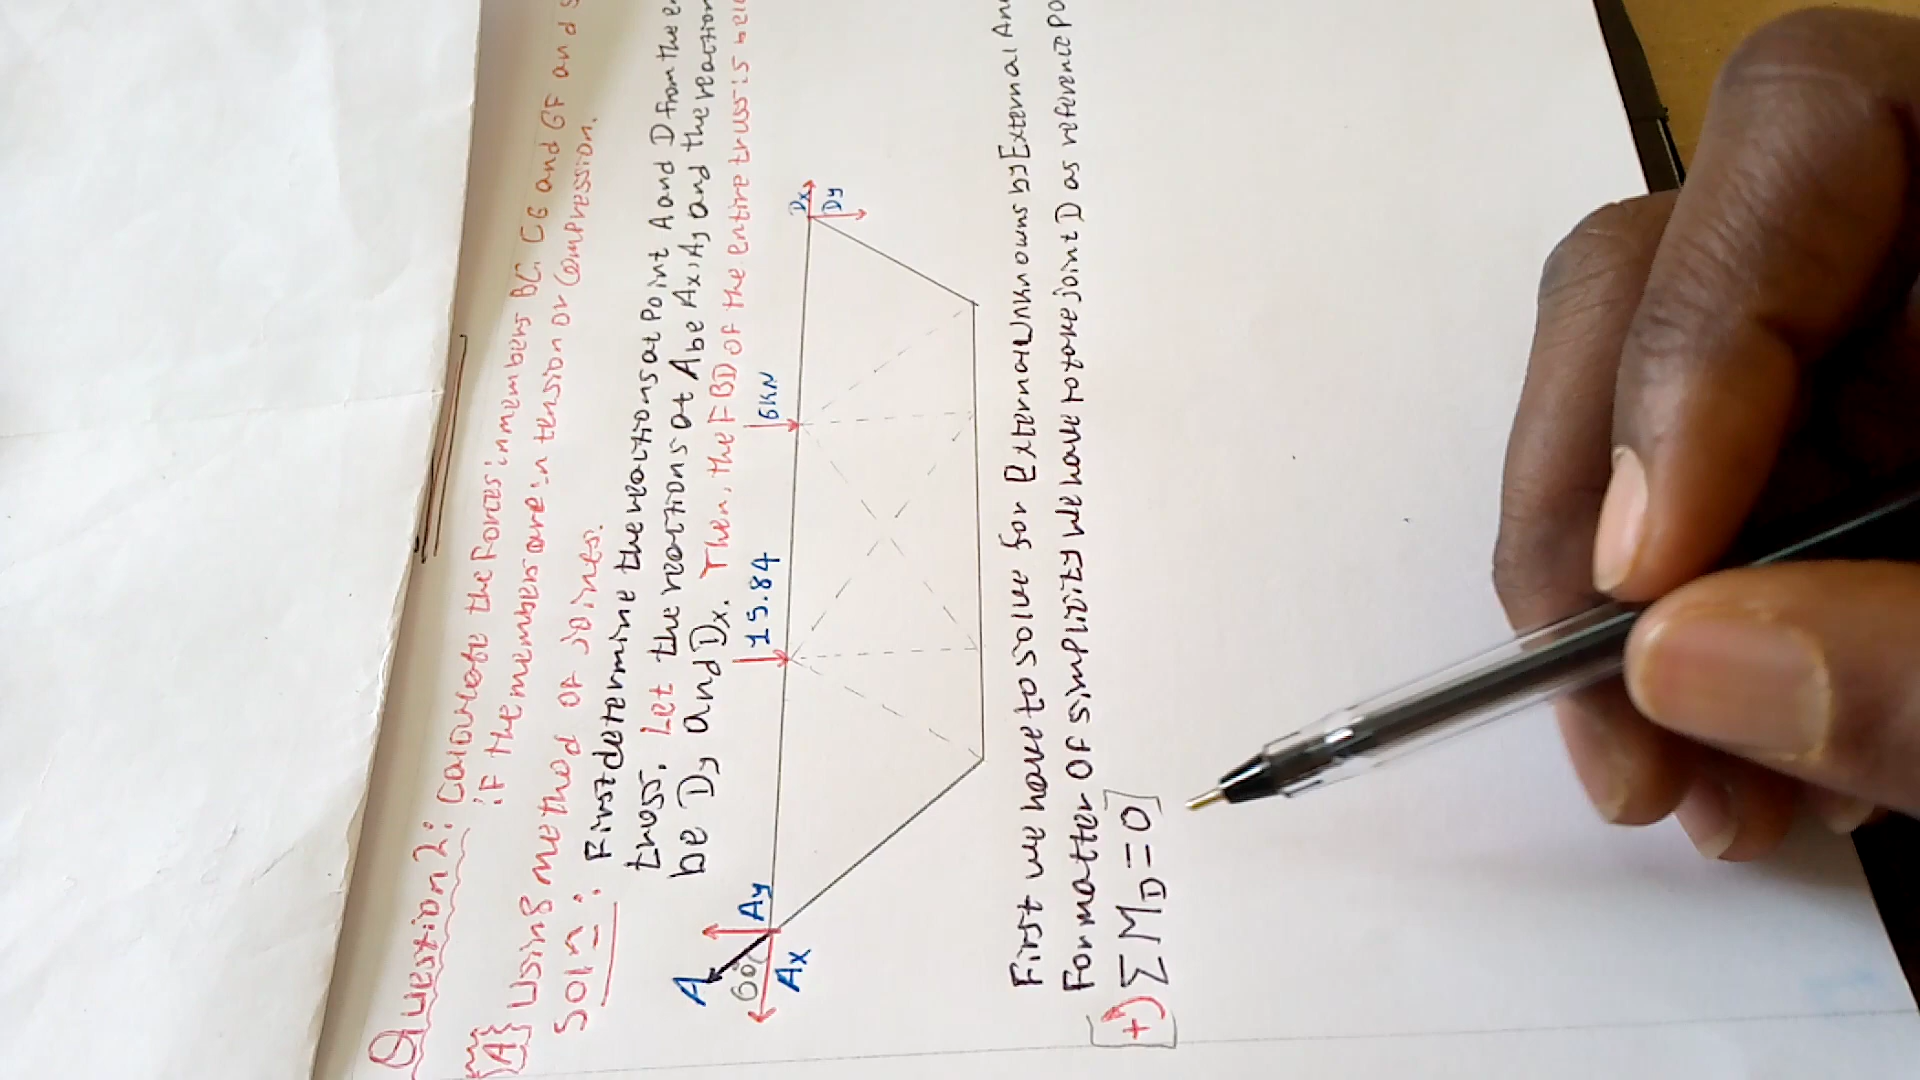 Question 2: Calculate the forces in members BC, CG and GF and s
if the members are in tension or compression.
{A} Using method of joints.
Soln: First determine the reactions at Point A and D from the e
truss. Let the reactions at A be Ax, Ay and the reaction
be Dy and Dx. Then, the FBD of the entire truss is bei
A
60°
Ay
Ax
15.84
6KN
Dx
Dy
First we have to solve for External Unknowns by External An
For matter of simplicity we have to take joint D as reference po
[+) ΣMD=0]